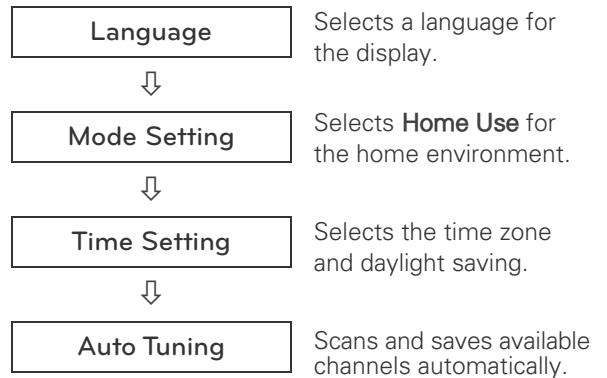 Language
Selects a language for
the display.
⇩
Mode Setting
Selects Home Use for
the home environment.
⇩
Time Setting
Selects the time zone
and daylight saving.
⇩
Auto Tuning
Scans and saves available
channels automatically.